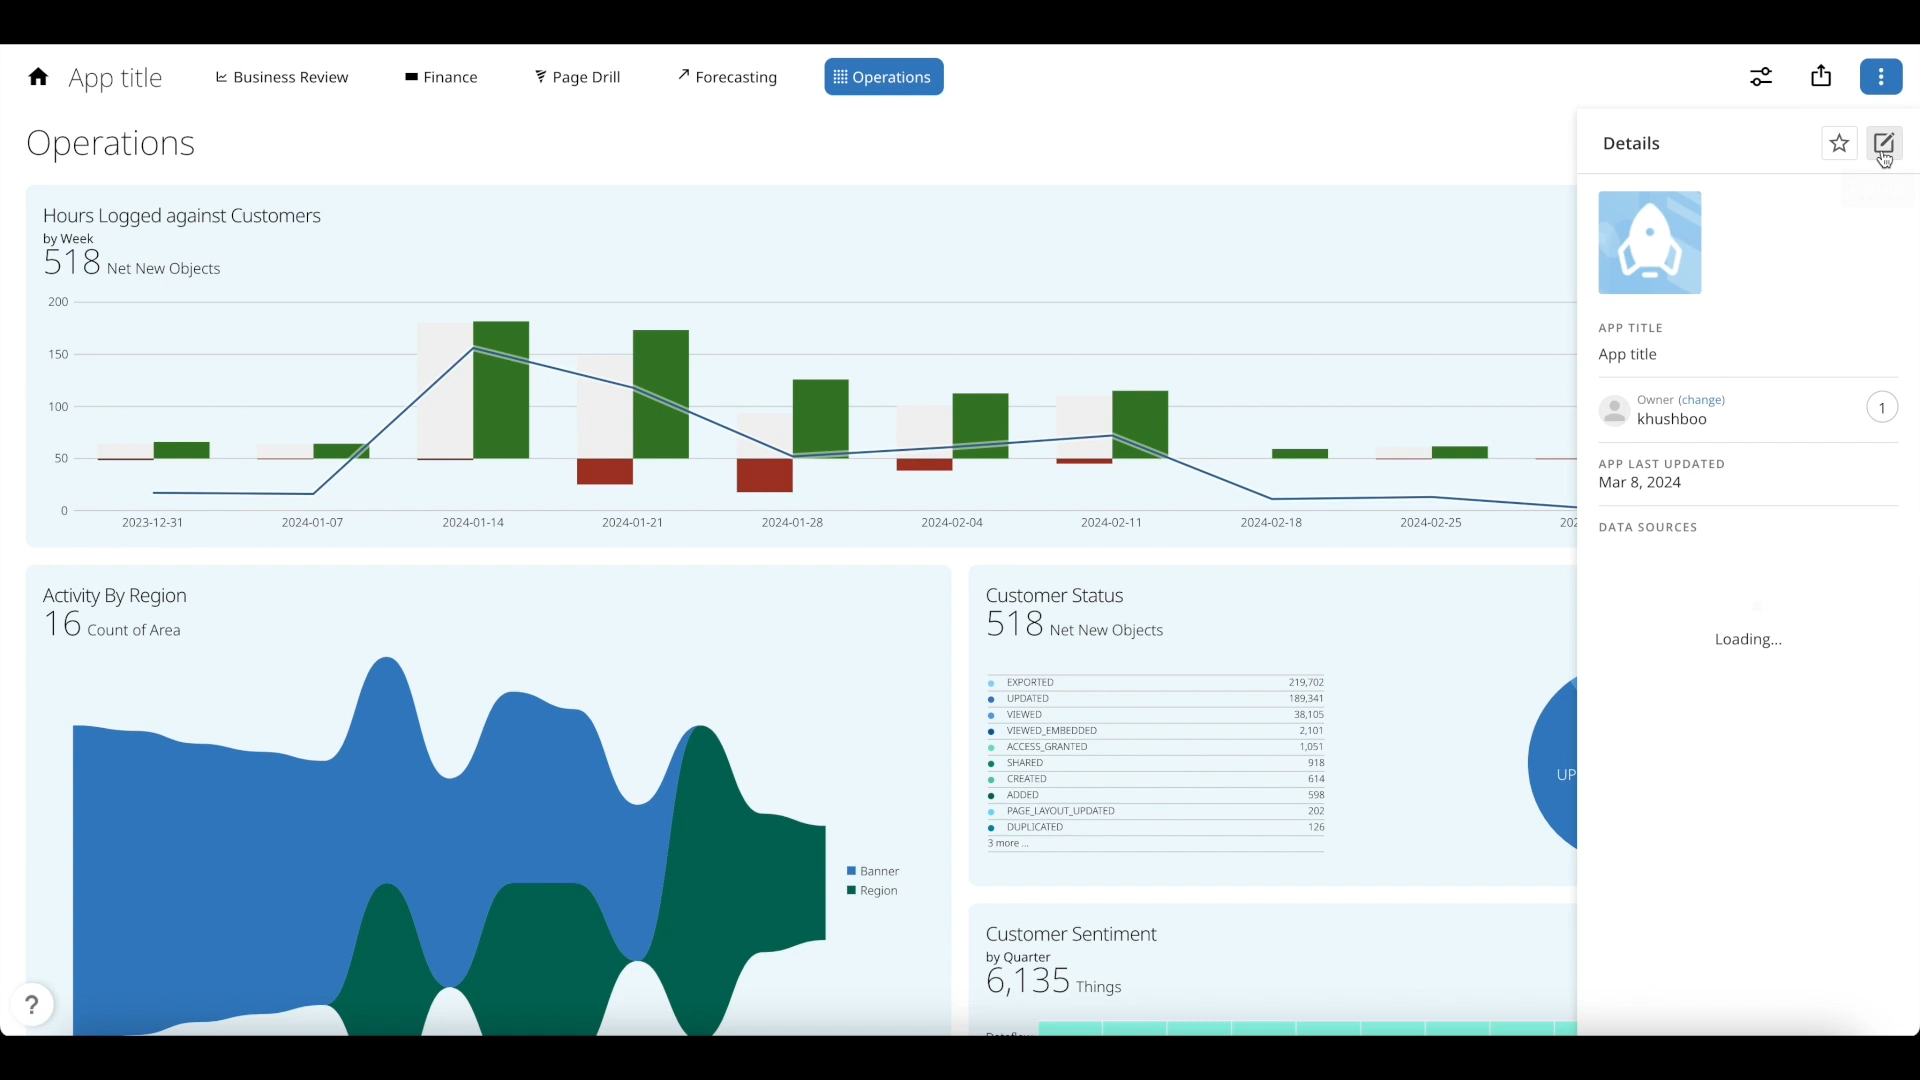 App title
Business Review
Finance
Page Drill
Forecasting
Operations
Operations
Details
Hours Logged against Customers
by Week
518 Net New Objects
200
150
100
50
0
2023-12-31
2024-01-07
2024-01-14
2024-01-21
2024-01-28
2024-02-04
2024-02-11
2024-02-18
2024-02-25
202
APP TITLE
App title
Owner (change)
khushboo
1
APP LAST UPDATED
Mar 8, 2024
DATA SOURCES
Loading...
Activity By Region
16 Count of Area
Banner
Region
Customer Status
518 Net New Objects
EXPORTED 219,702
UPDATED 189,341
VIEWED 38,105
VIEWED_EMBEDDED 2,101
ACCESS_GRANTED 1,051
SHARED 918
CREATED 614
ADDED 598
PAGE_LAYOUT_UPDATED 202
DUPLICATED 126
3 more ...
UP
Customer Sentiment
by Quarter
6,135 Things
?